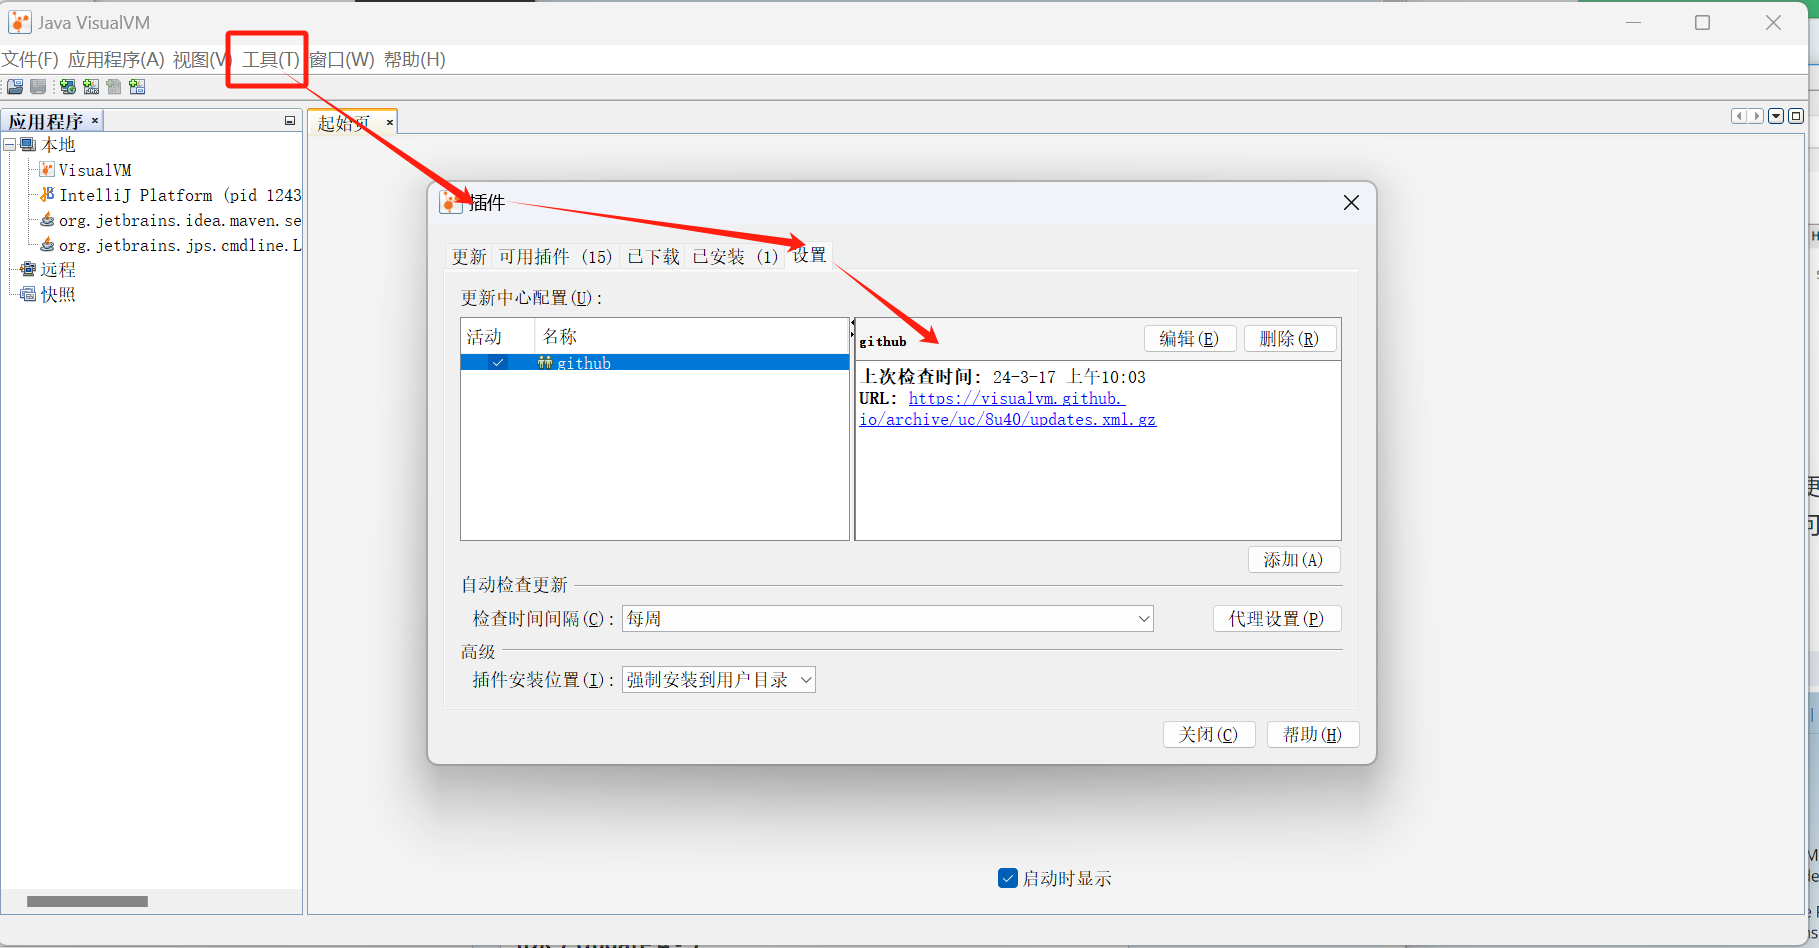 Java VisualVM
文件(F) 应用程序(A) 视图(V 工具(T) 窗口(W) 帮助(H)
应用程序
起始页
本地
VisualVM
IntelliJ Platform (pid 1243
org.jetbrains.idea.maven.se
org.jetbrains.jps.cmdline.L
远程
快照
插件
更新 可用插件 (15) 已下载 已安装 (1) 设置
更新中心配置(U):
活动 名称
github
github 编辑(E) 删除(R)
上次检查时间: 24-3-17 上午10:03
URL: https://visualvm.github.
io/archive/uc/8u40/updates.xml.gz
添加(A)
自动检查更新
检查时间间隔(C): 每周 代理设置(P)
高级
插件安装位置(I): 强制安装到用户目录
关闭(C) 帮助(H)
启动时显示